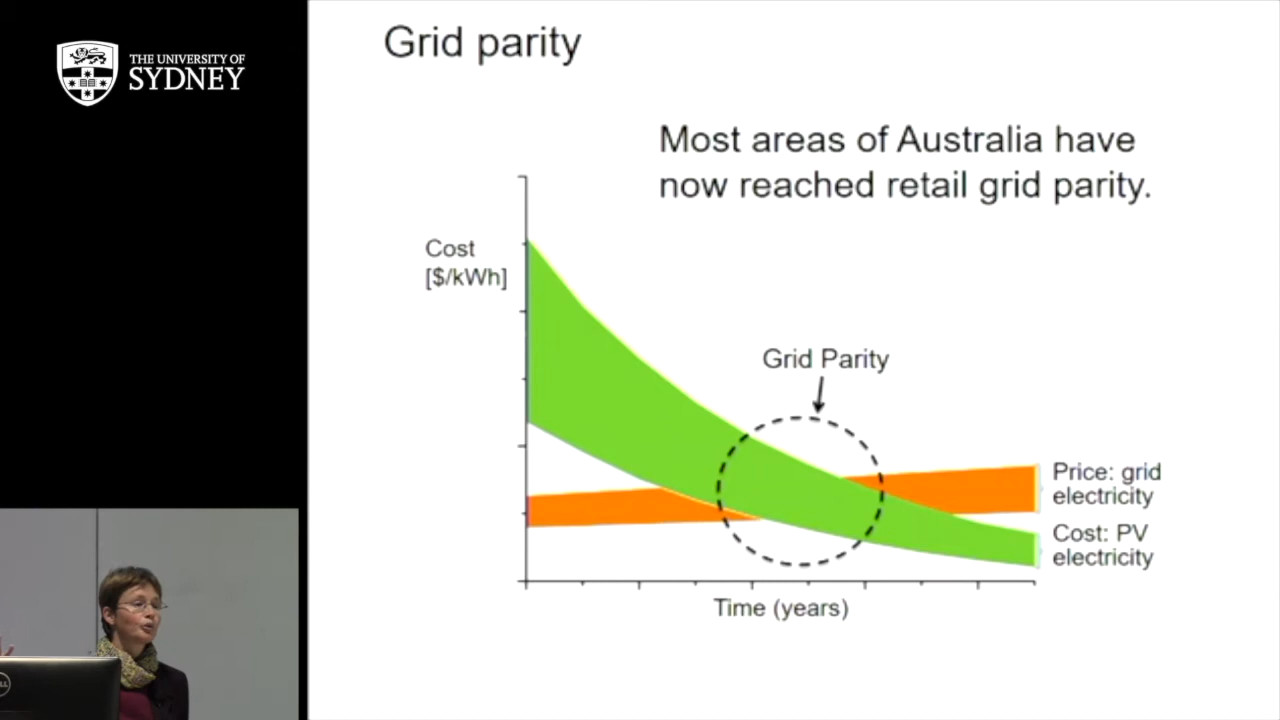 THE UNIVERSITY OF
SYDNEY
Grid parity
Most areas of Australia have
now reached retail grid parity.
Cost
[$/kWh]
Grid Parity
Price: grid
electricity
Cost: PV
electricity
Time (years)